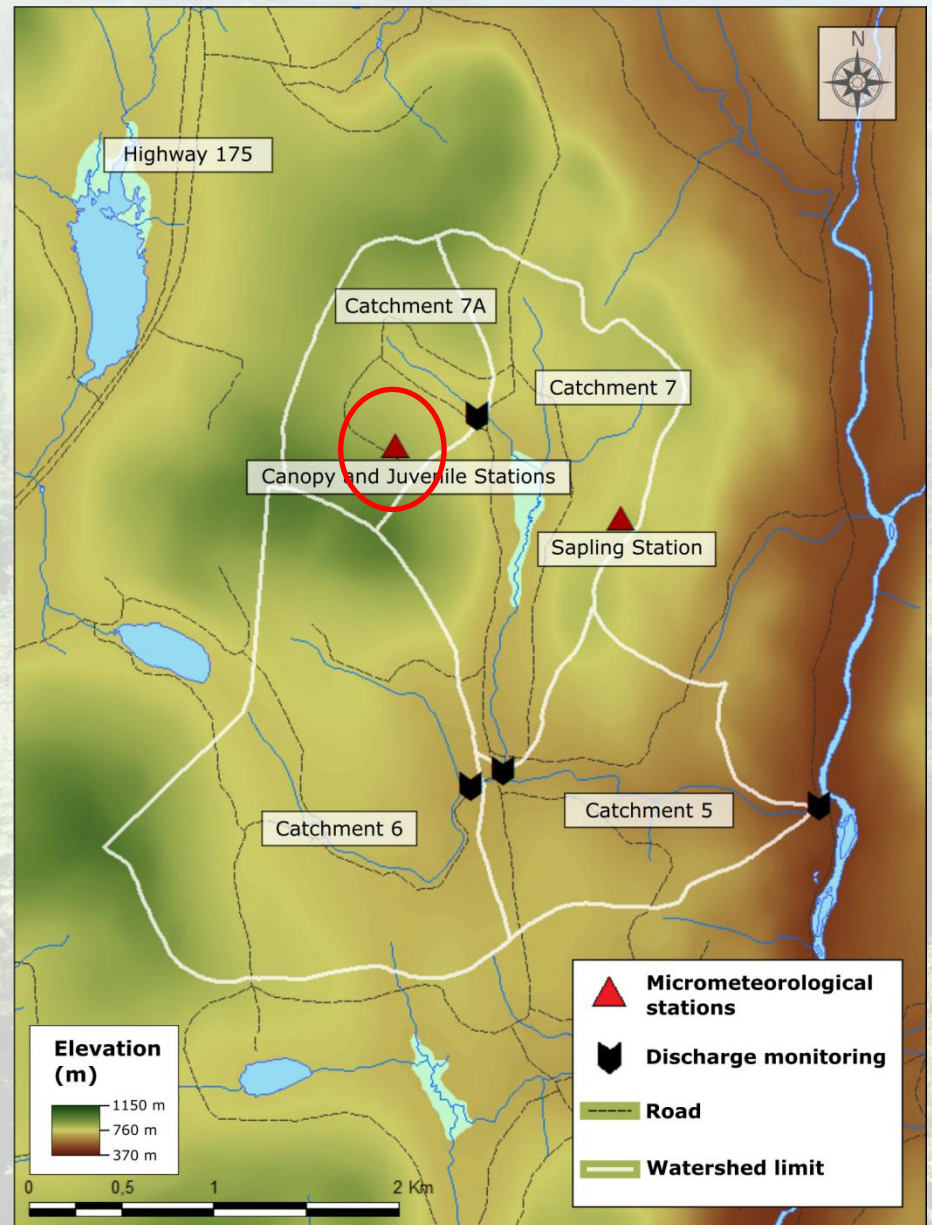 N
Highway 175
Catchment 7A
Catchment 7
Canopy and Juvenile Stations
Sapling Station
Catchment 5
Catchment 6
Micrometeorological
stations
Discharge monitoring
Road
Watershed limit
Elevation
(m)
1150 m
760 m
370 m
0 0,5 1 2 Km